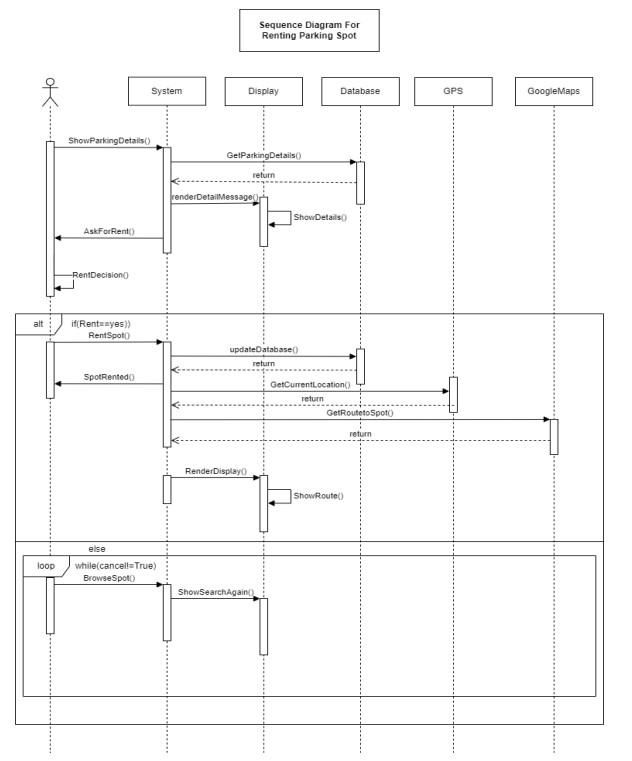 Sequence Diagram For
Renting Parking Spot
System
Display
Database
GPS
GoogleMaps
ShowParkingDetails()
GetParkingDetails()
return
renderDetailMessage()
ShowDetails()
AskForRent()
RentDecision()
alt
if(Rent==yes))
RentSpot()
updateDatabase()
return
SpotRented()
GetCurrentLocation()
return
GetRoutetoSpot()
return
RenderDisplay()
ShowRoute()
else
loop
while(cancel!=True)
BrowseSpot()
ShowSearchAgain()